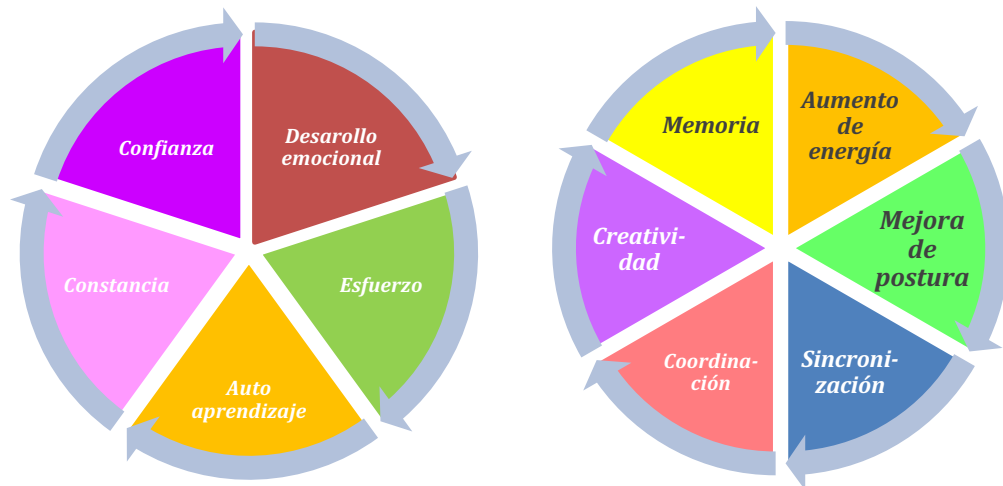 Confianza
Desarollo
emocional
Constancia
Esfuerzo
Auto
aprendizaje
Memoria
Aumento
de
energía
Creativi-
dad
Mejora
de
postura
Coordina-
ción
Sincroni-
zación